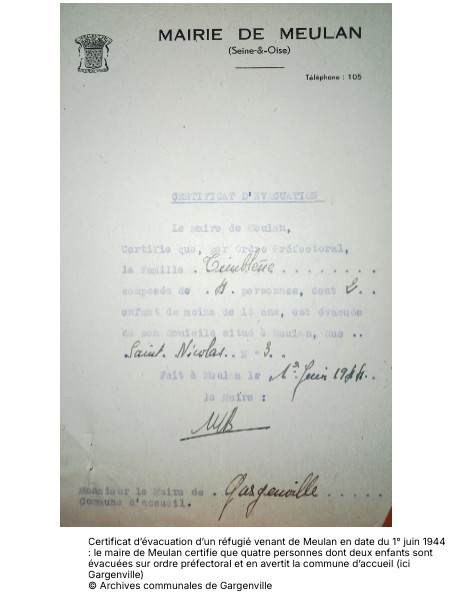 MAIRIE DE MEULAN
(Seine-&-Oise)
Téléphone : 105
CERTIFICAT D'EVACUATION
Le Maire de Meulan,
Certifie que, par Ordre Préfectoral,
la Famille . . . . . . . . .
composée de . 4 . personnes, dont 2 . .
enfant de moins de 13 ans, est évacuée
de son domicile situé à Meulan, Rue ..
Saint. Nicolas .. N° 3 . .
Fait à Meulan le 1er Juin 1944 . .
le Maire :
Monsieur le Maire de . Gargenville . . . . .
Commune d'accueil.
Certificat d’évacuation d’un réfugié venant de Meulan en date du 1° juin 1944
: le maire de Meulan certifie que quatre personnes dont deux enfants sont
évacuées sur ordre préfectoral et en avertit la commune d’accueil (ici
Gargenville)
© Archives communales de Gargenville